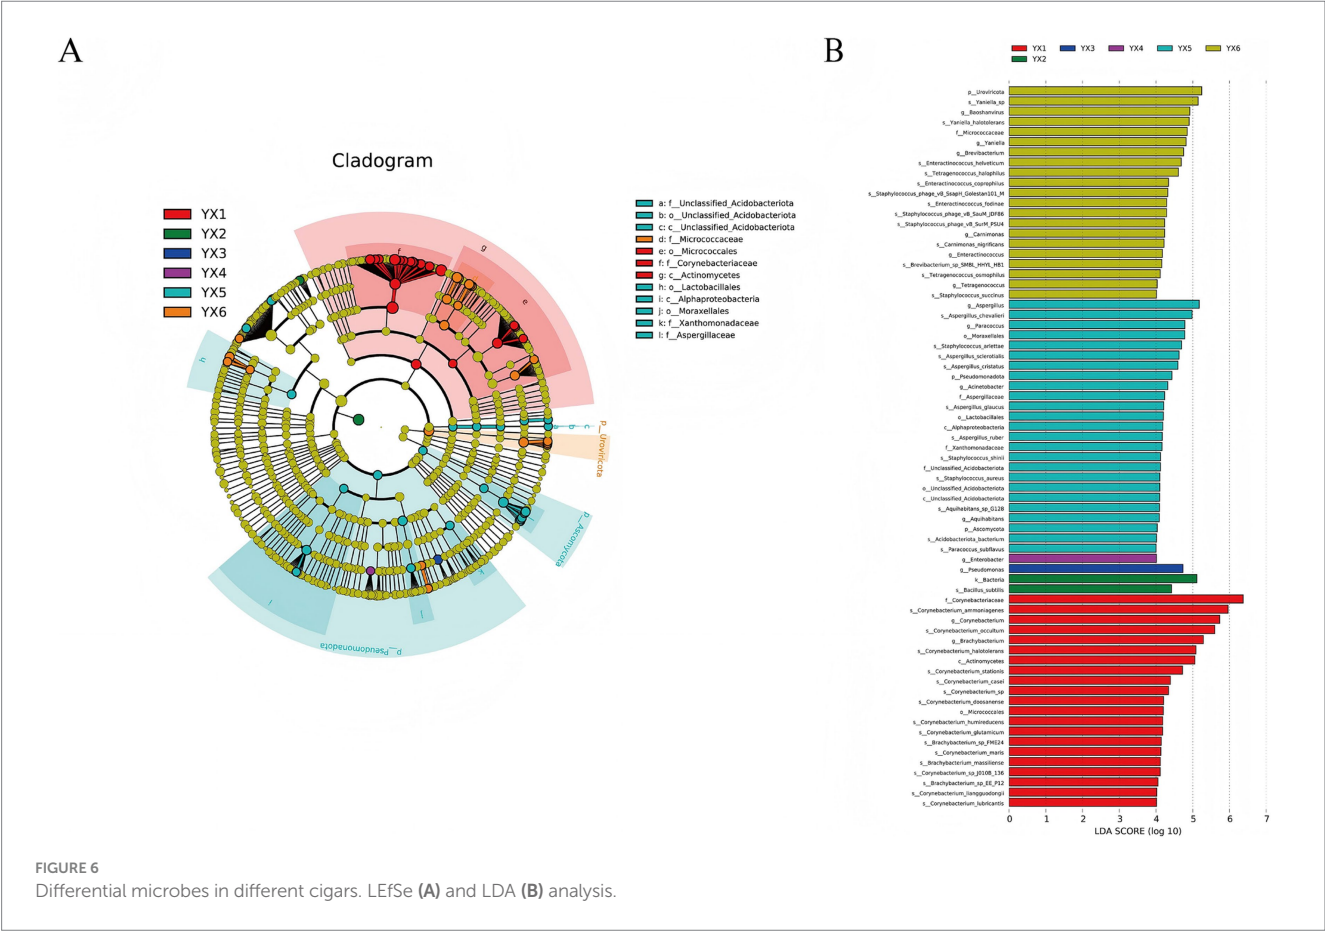 A
Cladogram
YX1
YX2
YX3
YX4
YX5
YX6
f
g
e
h
c
b
a
p__Uroviricota
p__Ascomycota
l
k
j
i
p__Pseudomonadota
a: f__Unclassified_Acidobacteriota
b: o__Unclassified_Acidobacteriota
c: c__Unclassified_Acidobacteriota
d: f__Micrococcaceae
e: o__Micrococcales
f: f__Corynebacteriaceae
g: c__Actinomycetes
h: o__Lactobacillales
i: c__Alphaproteobacteria
j: o__Moraxellales
k: f__Xanthomonadaceae
l: f__Aspergillaceae
B
YX1 YX3 YX4 YX5 YX6
YX2
p__Uroviricota
s__Yaniella_sp
g__Baoshanvirus
s__Yaniella_halotolerans
f__Micrococcaceae
g__Yaniella
g__Brevibacterium
s__Enteractinococcus_helveticum
s__Tetragenococcus_halophilus
s__Enteractinococcus_coprophilus
s__Staphylococcus_phage_vB_SsapH_Golestan101_M
s__Enteractinococcus_fodinae
s__Staphylococcus_phage_vB_SauM_JDF86
s__Staphylococcus_phage_vB_SurM_PSU4
g__Carnimonas
s__Carnimonas_nigrificans
g__Enteractinococcus
s__Brevibacterium_sp_SMBL_HHYL_HB1
s__Tetragenococcus_osmophilus
g__Tetragenococcus
s__Staphylococcus_succinus
g__Aspergillus
s__Aspergillus_chevalieri
g__Paracoccus
o__Moraxellales
s__Staphylococcus_arlettae
s__Aspergillus_sclerotialis
s__Aspergillus_cristatus
p__Pseudomonadota
g__Acinetobacter
f__Aspergillaceae
s__Aspergillus_glaucus
o__Lactobacillales
c__Alphaproteobacteria
s__Aspergillus_ruber
f__Xanthomonadaceae
s__Staphylococcus_shinii
f__Unclassified_Acidobacteriota
s__Staphylococcus_aureus
o__Unclassified_Acidobacteriota
c__Unclassified_Acidobacteriota
s__Aquihabitans_sp_G128
g__Aquihabitans
p__Ascomycota
s__Acidobacteriota_bacterium
s__Paracoccus_subflavus
g__Enterobacter
g__Pseudomonas
k__Bacteria
s__Bacillus_subtilis
f__Corynebacteriaceae
s__Corynebacterium_ammoniagenes
g__Corynebacterium
s__Corynebacterium_occultum
g__Brachybacterium
s__Corynebacterium_halotolerans
c__Actinomycetes
s__Corynebacterium_stationis
s__Corynebacterium_casei
s__Corynebacterium_sp
s__Corynebacterium_doosanense
o__Micrococcales
s__Corynebacterium_humireducens
s__Corynebacterium_glutamicum
s__Brachybacterium_sp_FME24
s__Corynebacterium_maris
s__Brachybacterium_massiliense
s__Corynebacterium_sp_J010B_136
s__Brachybacterium_sp_EE_P12
s__Corynebacterium_liangguodongii
s__Corynebacterium_lubricantis
0 1 2 3 4 5 6 7
LDA SCORE (log 10)
FIGURE 6
Differential microbes in different cigars. LEfSe (A) and LDA (B) analysis.